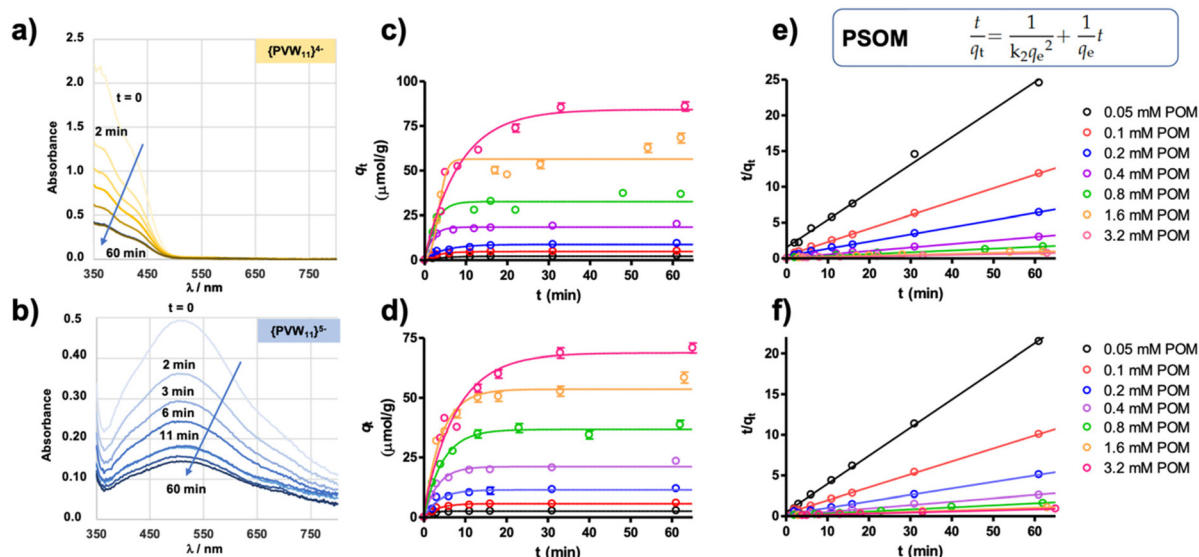 a)
{PVW₁₁}⁴⁻
2.5
2.0
1.5
1.0
0.5
0.0
Absorbance
t = 0
2 min
60 min
350 450 550 650 750
λ / nm
b)
{PVW₁₁}⁵⁻
0.5
0.40
0.30
0.20
0.10
0.0
Absorbance
t = 0
2 min
3 min
6 min
11 min
60 min
350 450 550 650 750
λ / nm
c)
100
75
50
25
0
qt
(μmol/g)
0 10 20 30 40 50 60
t (min)
d)
75
50
25
0
qt
(μmol/g)
0 10 20 30 40 50 60
t (min)
e)
PSOM t/qt = 1/k₂qe² + 1/qe t
25
20
15
10
5
0
t/qt
0 10 20 30 40 50 60
t (min)
0.05 mM POM
0.1 mM POM
0.2 mM POM
0.4 mM POM
0.8 mM POM
1.6 mM POM
3.2 mM POM
f)
20
15
10
5
0
t/qt
0 10 20 30 40 50 60
t (min)
0.05 mM POM
0.1 mM POM
0.2 mM POM
0.4 mM POM
0.8 mM POM
1.6 mM POM
3.2 mM POM